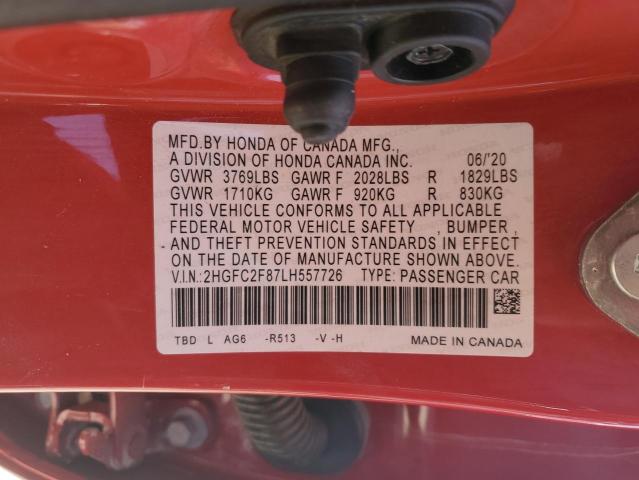 MFD.BY HONDA OF CANADA MFG.,
A DIVISION OF HONDA CANADA INC. 06/'20
GVWR 3769LBS GAWR F 2028LBS R 1829LBS
GVWR 1710KG GAWR F 920KG R 830KG
THIS VEHICLE CONFORMS TO ALL APPLICABLE
FEDERAL MOTOR VEHICLE SAFETY , BUMPER ,
AND THEFT PREVENTION STANDARDS IN EFFECT
ON THE DATE OF MANUFACTURE SHOWN ABOVE.
V.I.N.: 2HGFC2F87LH557726 TYPE: PASSENGER CAR
TBD L AG6 -R513 -V -H MADE IN CANADA